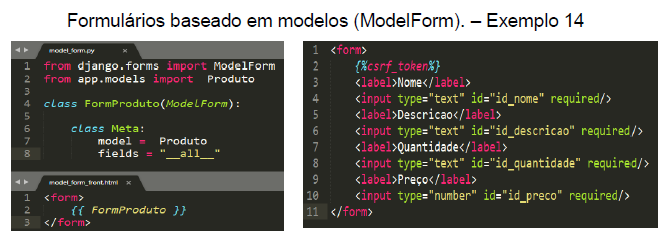 Formulários baseado em modelos (ModelForm). – Exemplo 14
model_form.py ×
1 from django.forms import ModelForm
2 from app.models import Produto
3
4 class FormProduto(ModelForm):
5
6 class Meta:
7 model = Produto
8 fields = "__all__"
model_form_front.html ×
1 <form>
2 {{ FormProduto }}
3 </form>
1 <form>
2 {%csrf_token%}
3 <label>Nome</label>
4 <input type="text" id="id_nome" required/>
5 <label>Descricao</label>
6 <input type="text" id="id_descricao" required/>
7 <label>Quantidade</label>
8 <input type="text" id="id_quantidade" required/>
9 <label>Preço</label>
10 <input type="number" id="id_preco" required/>
11 </form>